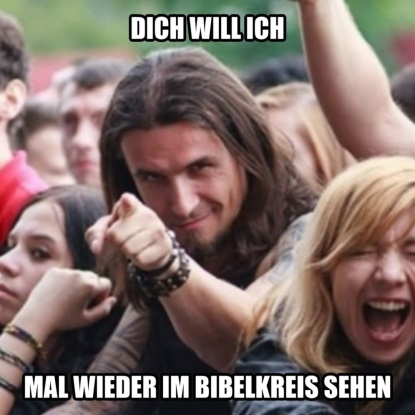 DICH WILL ICH
MAL WIEDER IM BIBELKREIS SEHEN